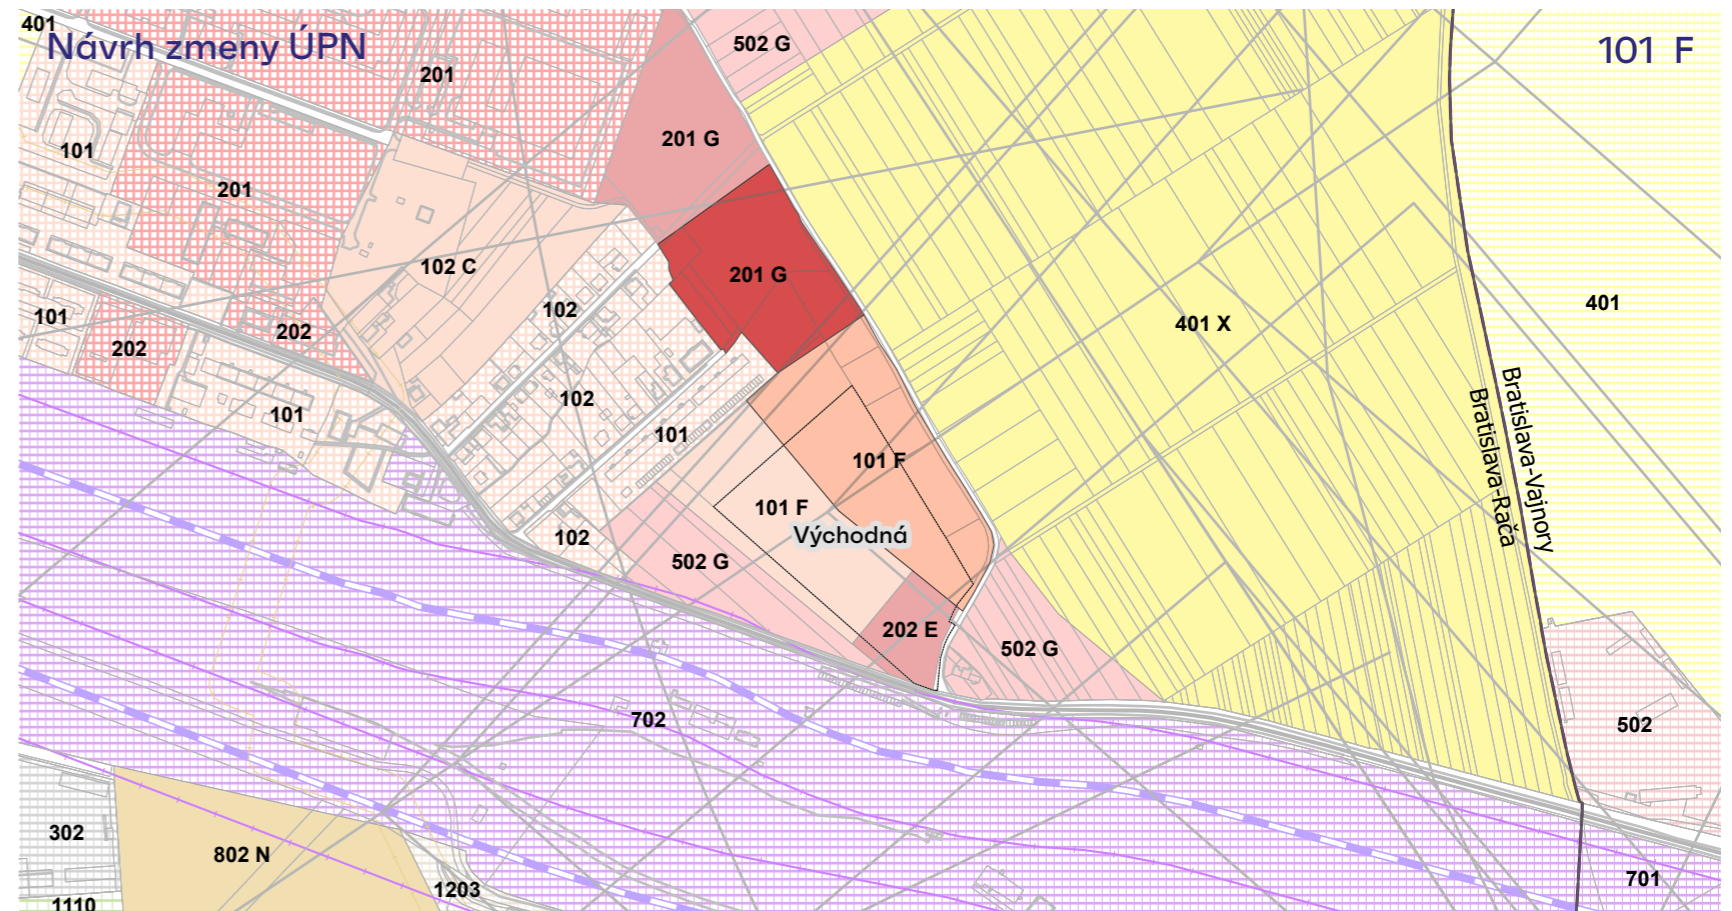 401
Návrh zmeny ÚPN
502 G
101 F
201
101
201 G
201
102 C
201 G
102
101
202
202
401 X
401
102
101
101
101 F
101 F
Východná
102
502 G
202 E
502 G
Bratislava-Rača
Bratislava-Vajnory
702
502
302
802 N
1203
701
1110